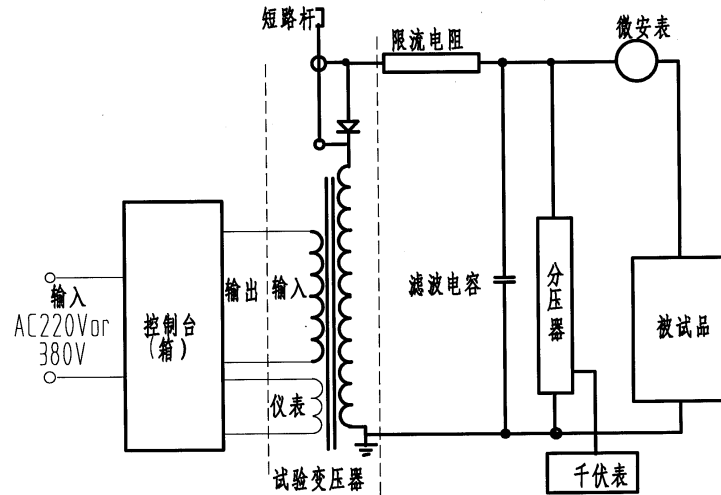 短路杆
限流电阻
微安表
输入
AC220Vor
380V
控制台
(箱)
输出
输入
仪表
滤波电容
分
压
器
被试品
千伏表
试验变压器